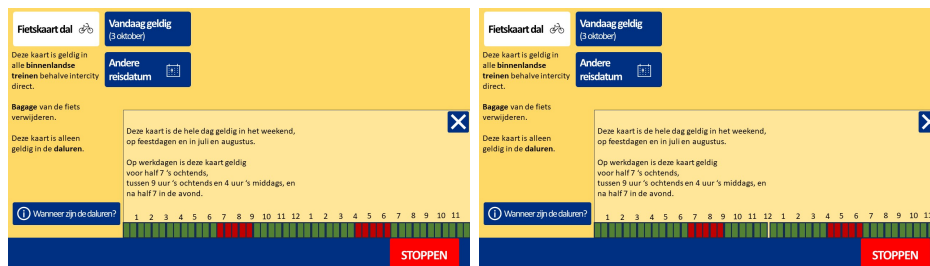 Fietskaart dal
Vandaag geldig
(3 oktober)
Deze kaart is geldig in
alle binnenlandse
treinen behalve intercity
direct.
Andere
reisdatum
Bagage van de fiets
verwijderen.
Deze kaart is alleen
geldig in de daluren.
Deze kaart is de hele dag geldig in het weekend,
op feestdagen en in juli en augustus.
Op werkdagen is deze kaart geldig
voor half 7 's ochtends,
tussen 9 uur 's ochtends en 4 uur 's middags, en
na half 7 in de avond.
Wanneer zijn de daluren?
1 2 3 4 5 6 7 8 9 10 11 12 1 2 3 4 5 6 7 8 9 10 11
STOPPEN
Fietskaart dal
Vandaag geldig
(3 oktober)
Deze kaart is geldig in
alle binnenlandse
treinen behalve intercity
direct.
Andere
reisdatum
Bagage van de fiets
verwijderen.
Deze kaart is alleen
geldig in de daluren.
Deze kaart is de hele dag geldig in het weekend,
op feestdagen en in juli en augustus.
Op werkdagen is deze kaart geldig
voor half 7 's ochtends,
tussen 9 uur 's ochtends en 4 uur 's middags, en
na half 7 in de avond.
Wanneer zijn de daluren?
1 2 3 4 5 6 7 8 9 10 11 12 1 2 3 4 5 6 7 8 9 10 11
STOPPEN